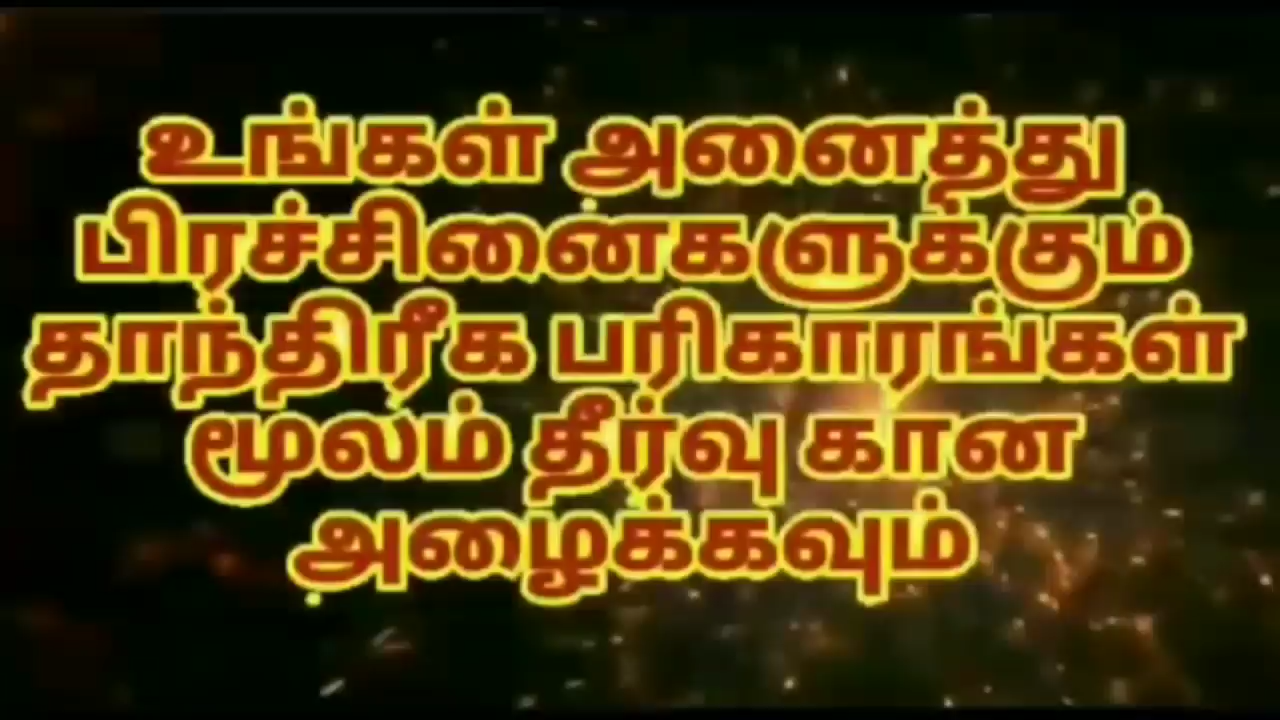 உங்கள் அனைத்து
பிரச்சினைகளுக்கும்
தாந்திரீக பரிகாரங்கள்
மூலம் தீர்வு கான
அழைக்கவும்